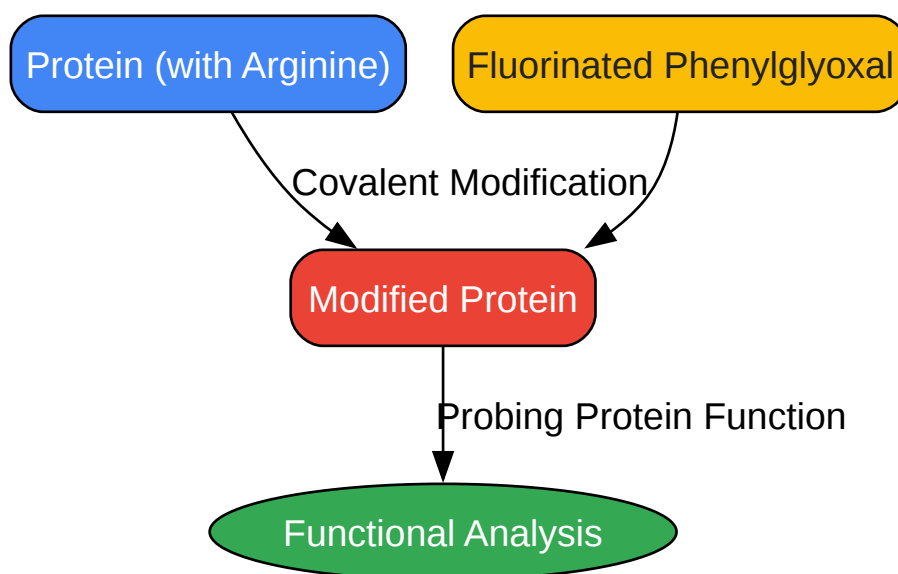 Protein (with Arginine)
Fluorinated Phenylglyoxal
Covalent Modification
Modified Protein
Probing Protein Function
Functional Analysis